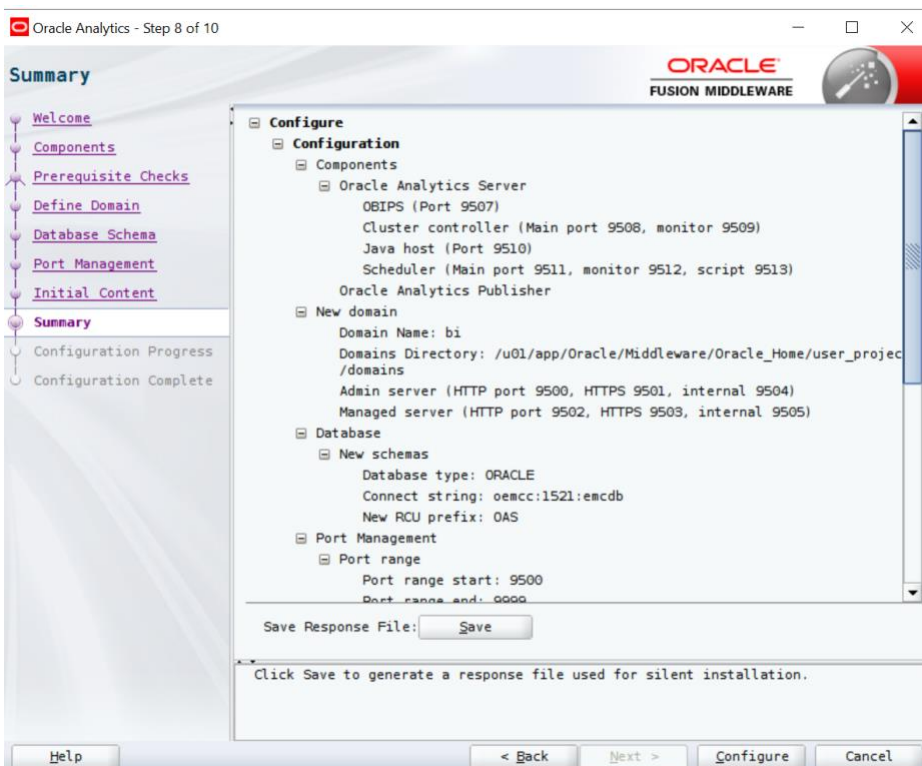 Oracle Analytics - Step 8 of 10
Summary
ORACLE
FUSION MIDDLEWARE
Welcome
Components
Prerequisite Checks
Define Domain
Database Schema
Port Management
Initial Content
Summary
Configuration Progress
Configuration Complete
Configure
Configuration
Components
Oracle Analytics Server
OBIPS (Port 9507)
Cluster controller (Main port 9508, monitor 9509)
Java host (Port 9510)
Scheduler (Main port 9511, monitor 9512, script 9513)
Oracle Analytics Publisher
New domain
Domain Name: bi
Domains Directory: /u01/app/Oracle/Middleware/Oracle_Home/user_projec
/domains
Admin server (HTTP port 9500, HTTPS 9501, internal 9504)
Managed server (HTTP port 9502, HTTPS 9503, internal 9505)
Database
New schemas
Database type: ORACLE
Connect string: oemcc:1521:emcdb
New RCU prefix: OAS
Port Management
Port range
Port range start: 9500
Port range end: 9999
Save Response File: Save
Click Save to generate a response file used for silent installation.
Help < Back Next > Configure Cancel